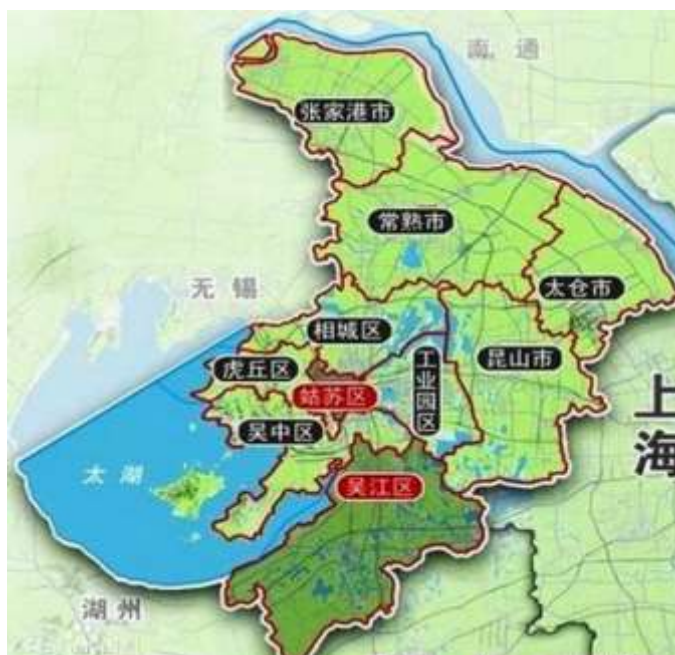 南通
张家港市
常熟市
无锡
太仓市
相城区
昆山市
虎丘区
工业园区
姑苏区
上海
吴中区
太湖
吴江区
湖州